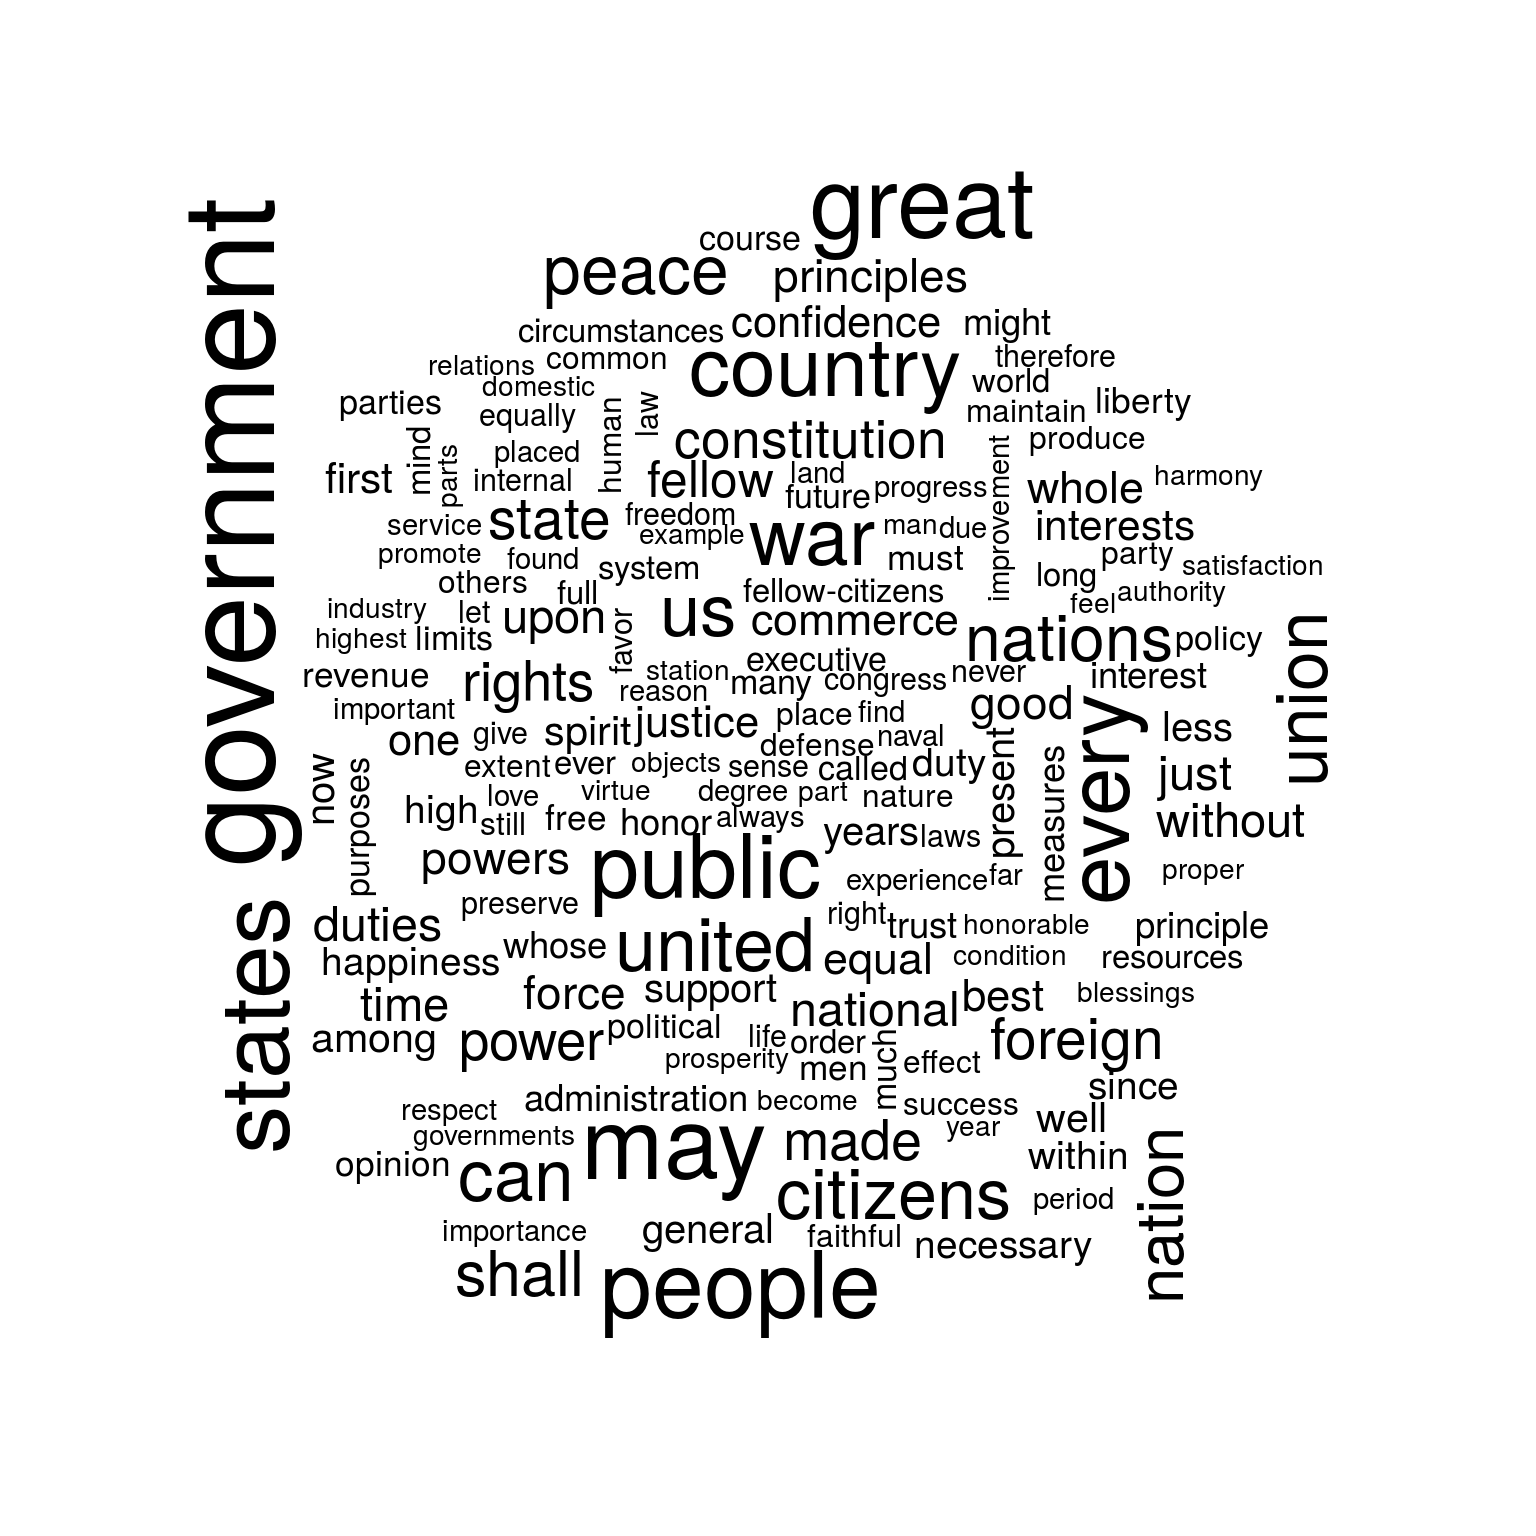 great
course
peace
principles
circumstances
confidence
might
relations
common
country
therefore
domestic
world
parties
equally
human
law
maintain
liberty
mind
parts
placed
constitution
produce
first
internal
fellow
land
future
progress
improvement
whole
harmony
service
state
freedom
example
war
man
due
interests
promote
found
system
must
party
satisfaction
others
full
fellow-citizens
long
authority
industry
let
upon
favor
us
commerce
feel
highest
limits
nations
policy
union
government
revenue
rights
station
executive
never
reason
many
congress
interest
important
give
spirit
justice
place
find
good
every
less
one
defense
naval
extent
ever
objects
sense
called
duty
present
measures
just
now
purposes
high
love
virtue
degree
part
nature
still
free
honor
always
years
laws
without
powers
public
experience
far
proper
states
duties
preserve
right
trust
honorable
principle
happiness
whose
united
equal
condition
resources
time
force
support
national
best
blessings
among
power
political
life
order
foreign
prosperity
men
much
effect
since
respect
administration
become
success
well
governments
may
made
year
within
nation
opinion
can
citizens
period
importance
general
faithful
necessary
shall
people